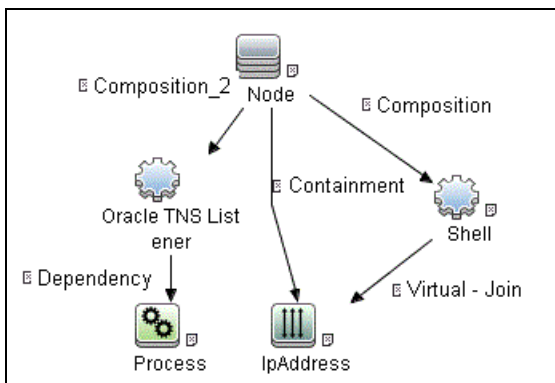 Node
Composition_2
Composition
Oracle TNS List
ener
Containment
Shell
Dependency
Virtual - Join
Process
IpAddress